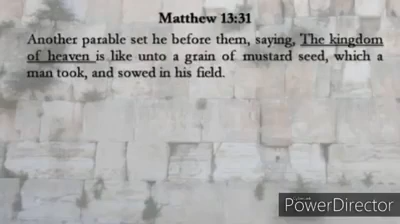 Matthew 13:31
Another parable set he before them, saying, The kingdom
of heaven is like unto a grain of mustard seed, which a
man took, and sowed in his field.
PowerDirector